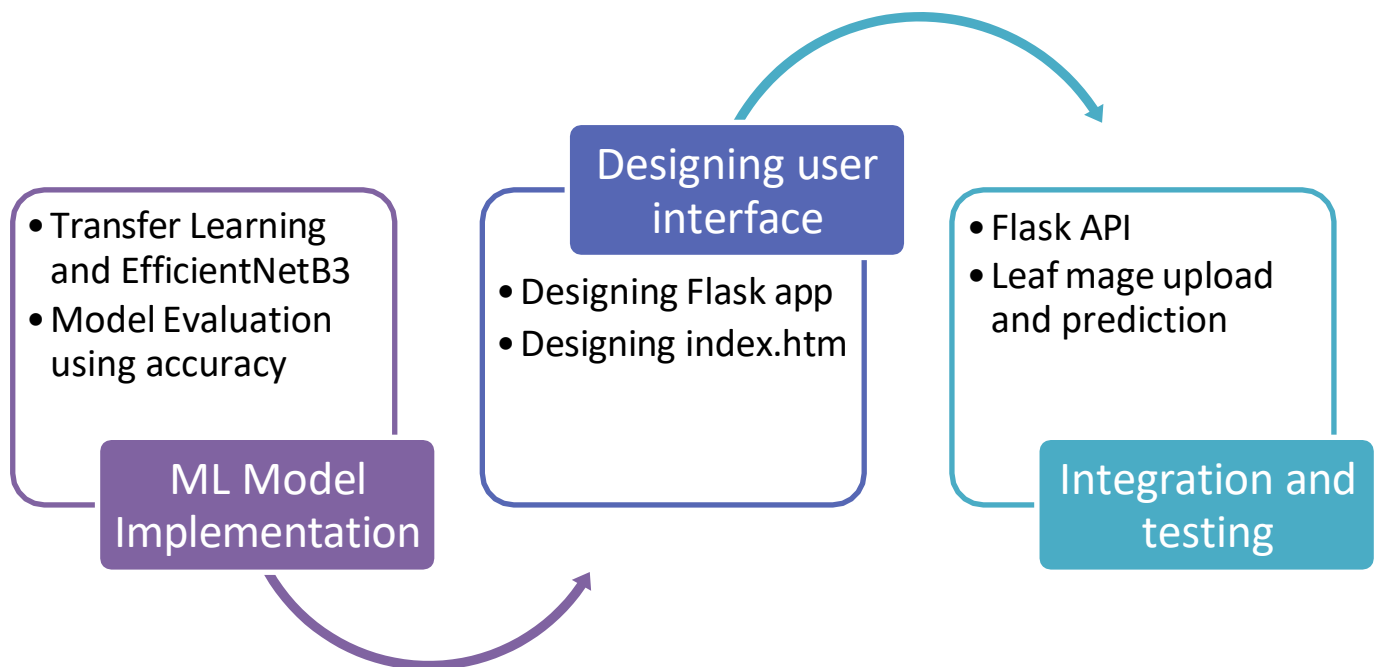 • Transfer Learning
and EfficientNetB3
• Model Evaluation
using accuracy
ML Model
Implementation
Designing user
interface
• Designing Flask app
• Designing index.htm
• Flask API
• Leaf mage upload
and prediction
Integration and
testing